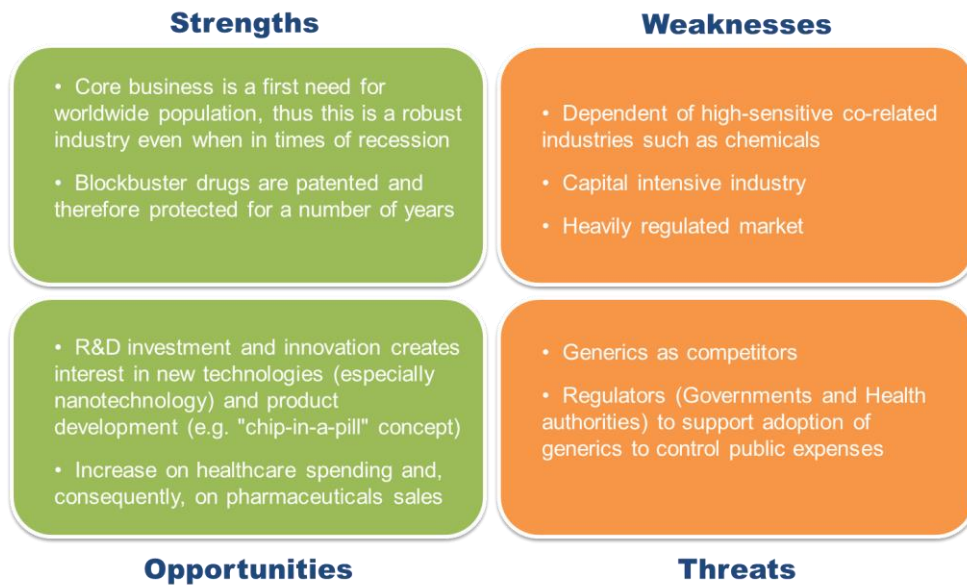 Strengths
• Core business is a first need for
worldwide population, thus this is a robust
industry even when in times of recession
• Blockbuster drugs are patented and
therefore protected for a number of years
Weaknesses
• Dependent of high-sensitive co-related
industries such as chemicals
• Capital intensive industry
• Heavily regulated market
• R&D investment and innovation creates
interest in new technologies (especially
nanotechnology) and product
development (e.g. "chip-in-a-pill" concept)
• Increase on healthcare spending and,
consequently, on pharmaceuticals sales
Opportunities
• Generics as competitors
• Regulators (Governments and Health
authorities) to support adoption of
generics to control public expenses
Threats